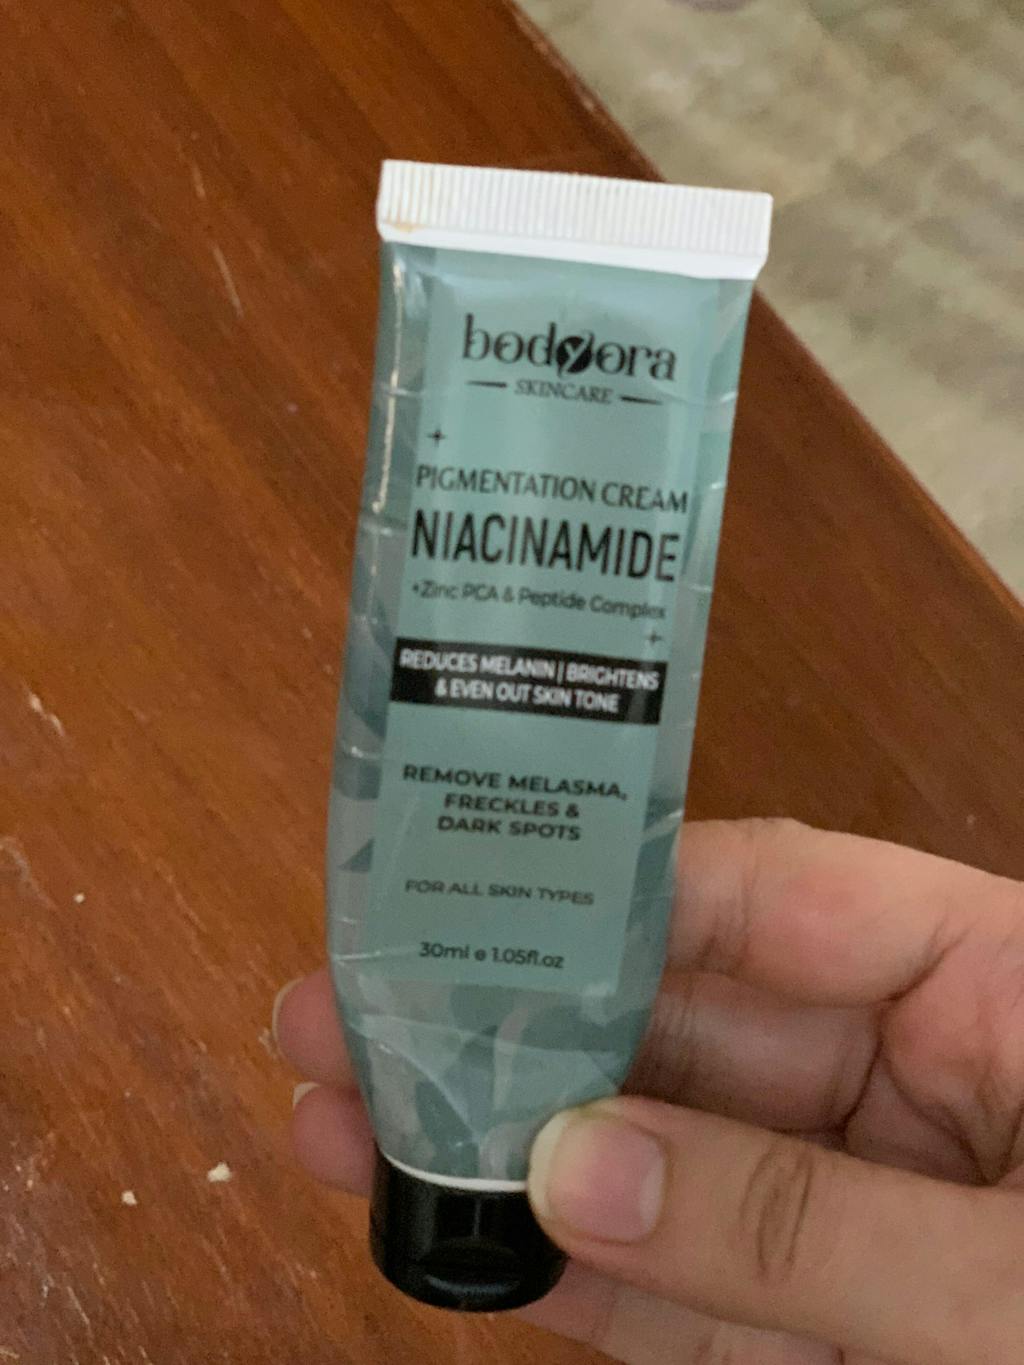 bodyora
SKINCARE
PIGMENTATION CREAM
NIACINAMIDE
+Zinc PCA & Peptide Complex
REDUCES MELANIN | BRIGHTENS
& EVEN OUT SKIN TONE
REMOVE MELASMA,
FRECKLES &
DARK SPOTS
FOR ALL SKIN TYPES
30ml e 1.05fl.oz